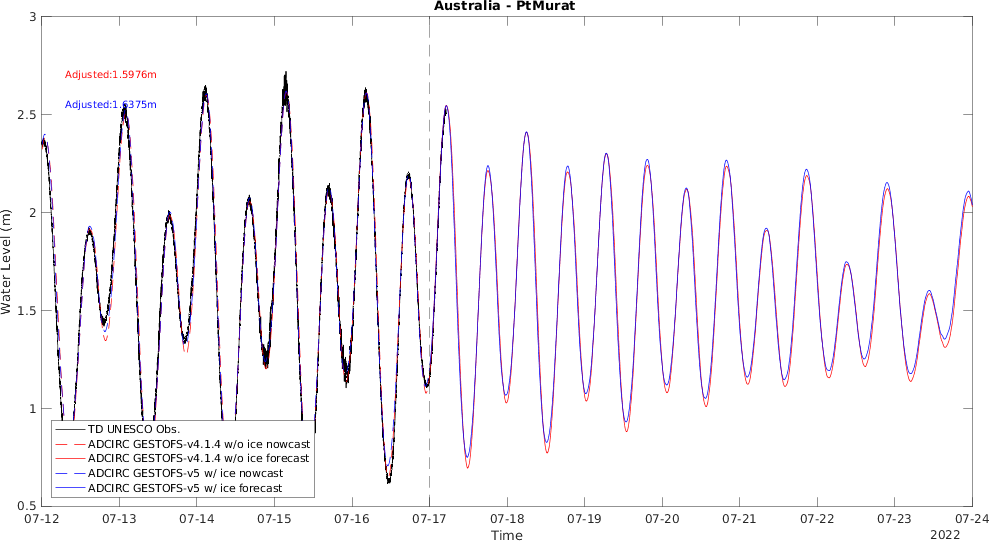 Australia - PtMurat
3
Adjusted:1.5976m
Adjusted:1.6375m
2.5
2
Water Level (m)
1.5
1
TD UNESCO Obs.
ADCIRC GESTOFS-v4.1.4 w/o ice nowcast
ADCIRC GESTOFS-v4.1.4 w/o ice forecast
ADCIRC GESTOFS-v5 w/ ice nowcast
ADCIRC GESTOFS-v5 w/ ice forecast
0.5
07-12 07-13 07-14 07-15 07-16 07-17 07-18 07-19 07-20 07-21 07-22 07-23 07-24
Time
2022